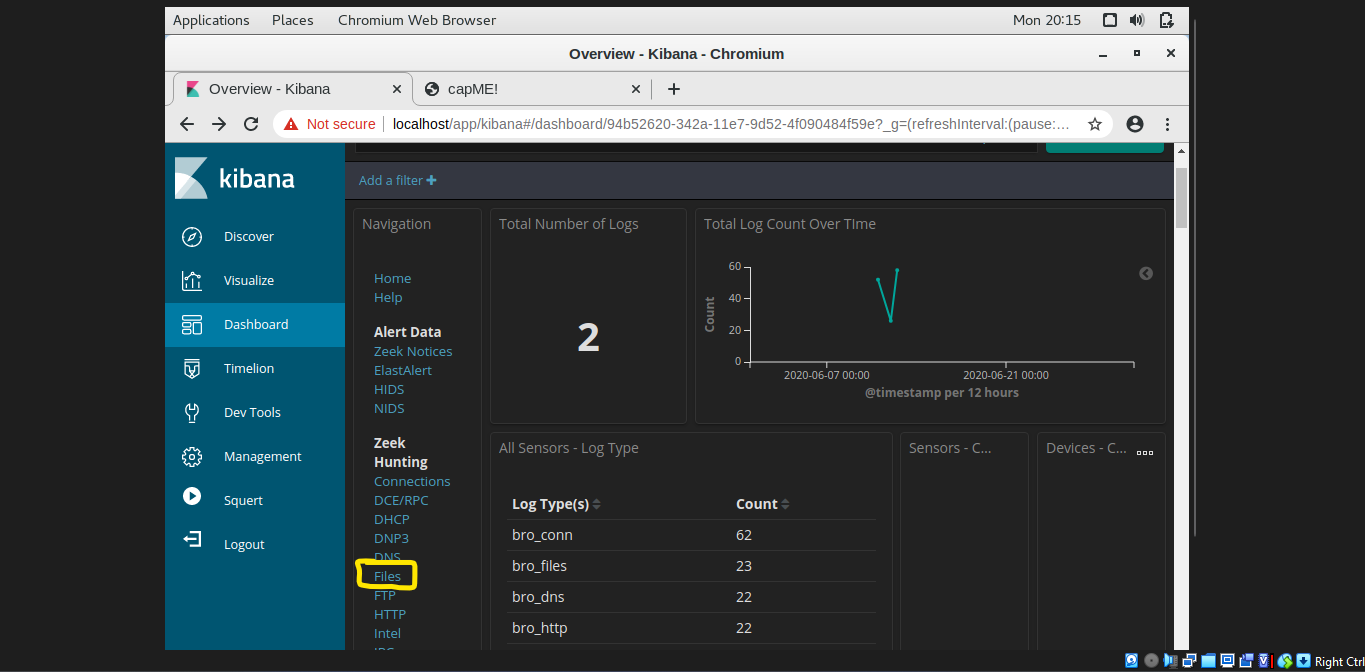 Applications Places Chromium Web Browser Mon 20:15
Overview - Kibana - Chromium
Overview - Kibana capME!
Not secure localhost/app/kibana#/dashboard/94b52620-342a-11e7-9d52-4f090484f59e?_g=(refreshInterval:(pause:...
kibana
Discover
Visualize
Dashboard
Timelion
Dev Tools
Management
Squert
Logout
Add a filter
Navigation
Home
Help
Alert Data
Zeek Notices
ElastAlert
HIDS
NIDS
Zeek
Hunting
Connections
DCE/RPC
DHCP
DNP3
DNS
Files
FTP
HTTP
Intel
Total Number of Logs
2
Total Log Count Over TIme
60
40
20
0
Count
2020-06-07 00:00 2020-06-21 00:00
@timestamp per 12 hours
All Sensors - Log Type
Log Type(s) Count
bro_conn 62
bro_files 23
bro_dns 22
bro_http 22
Sensors - C...
Devices - C...
Right Ctrl